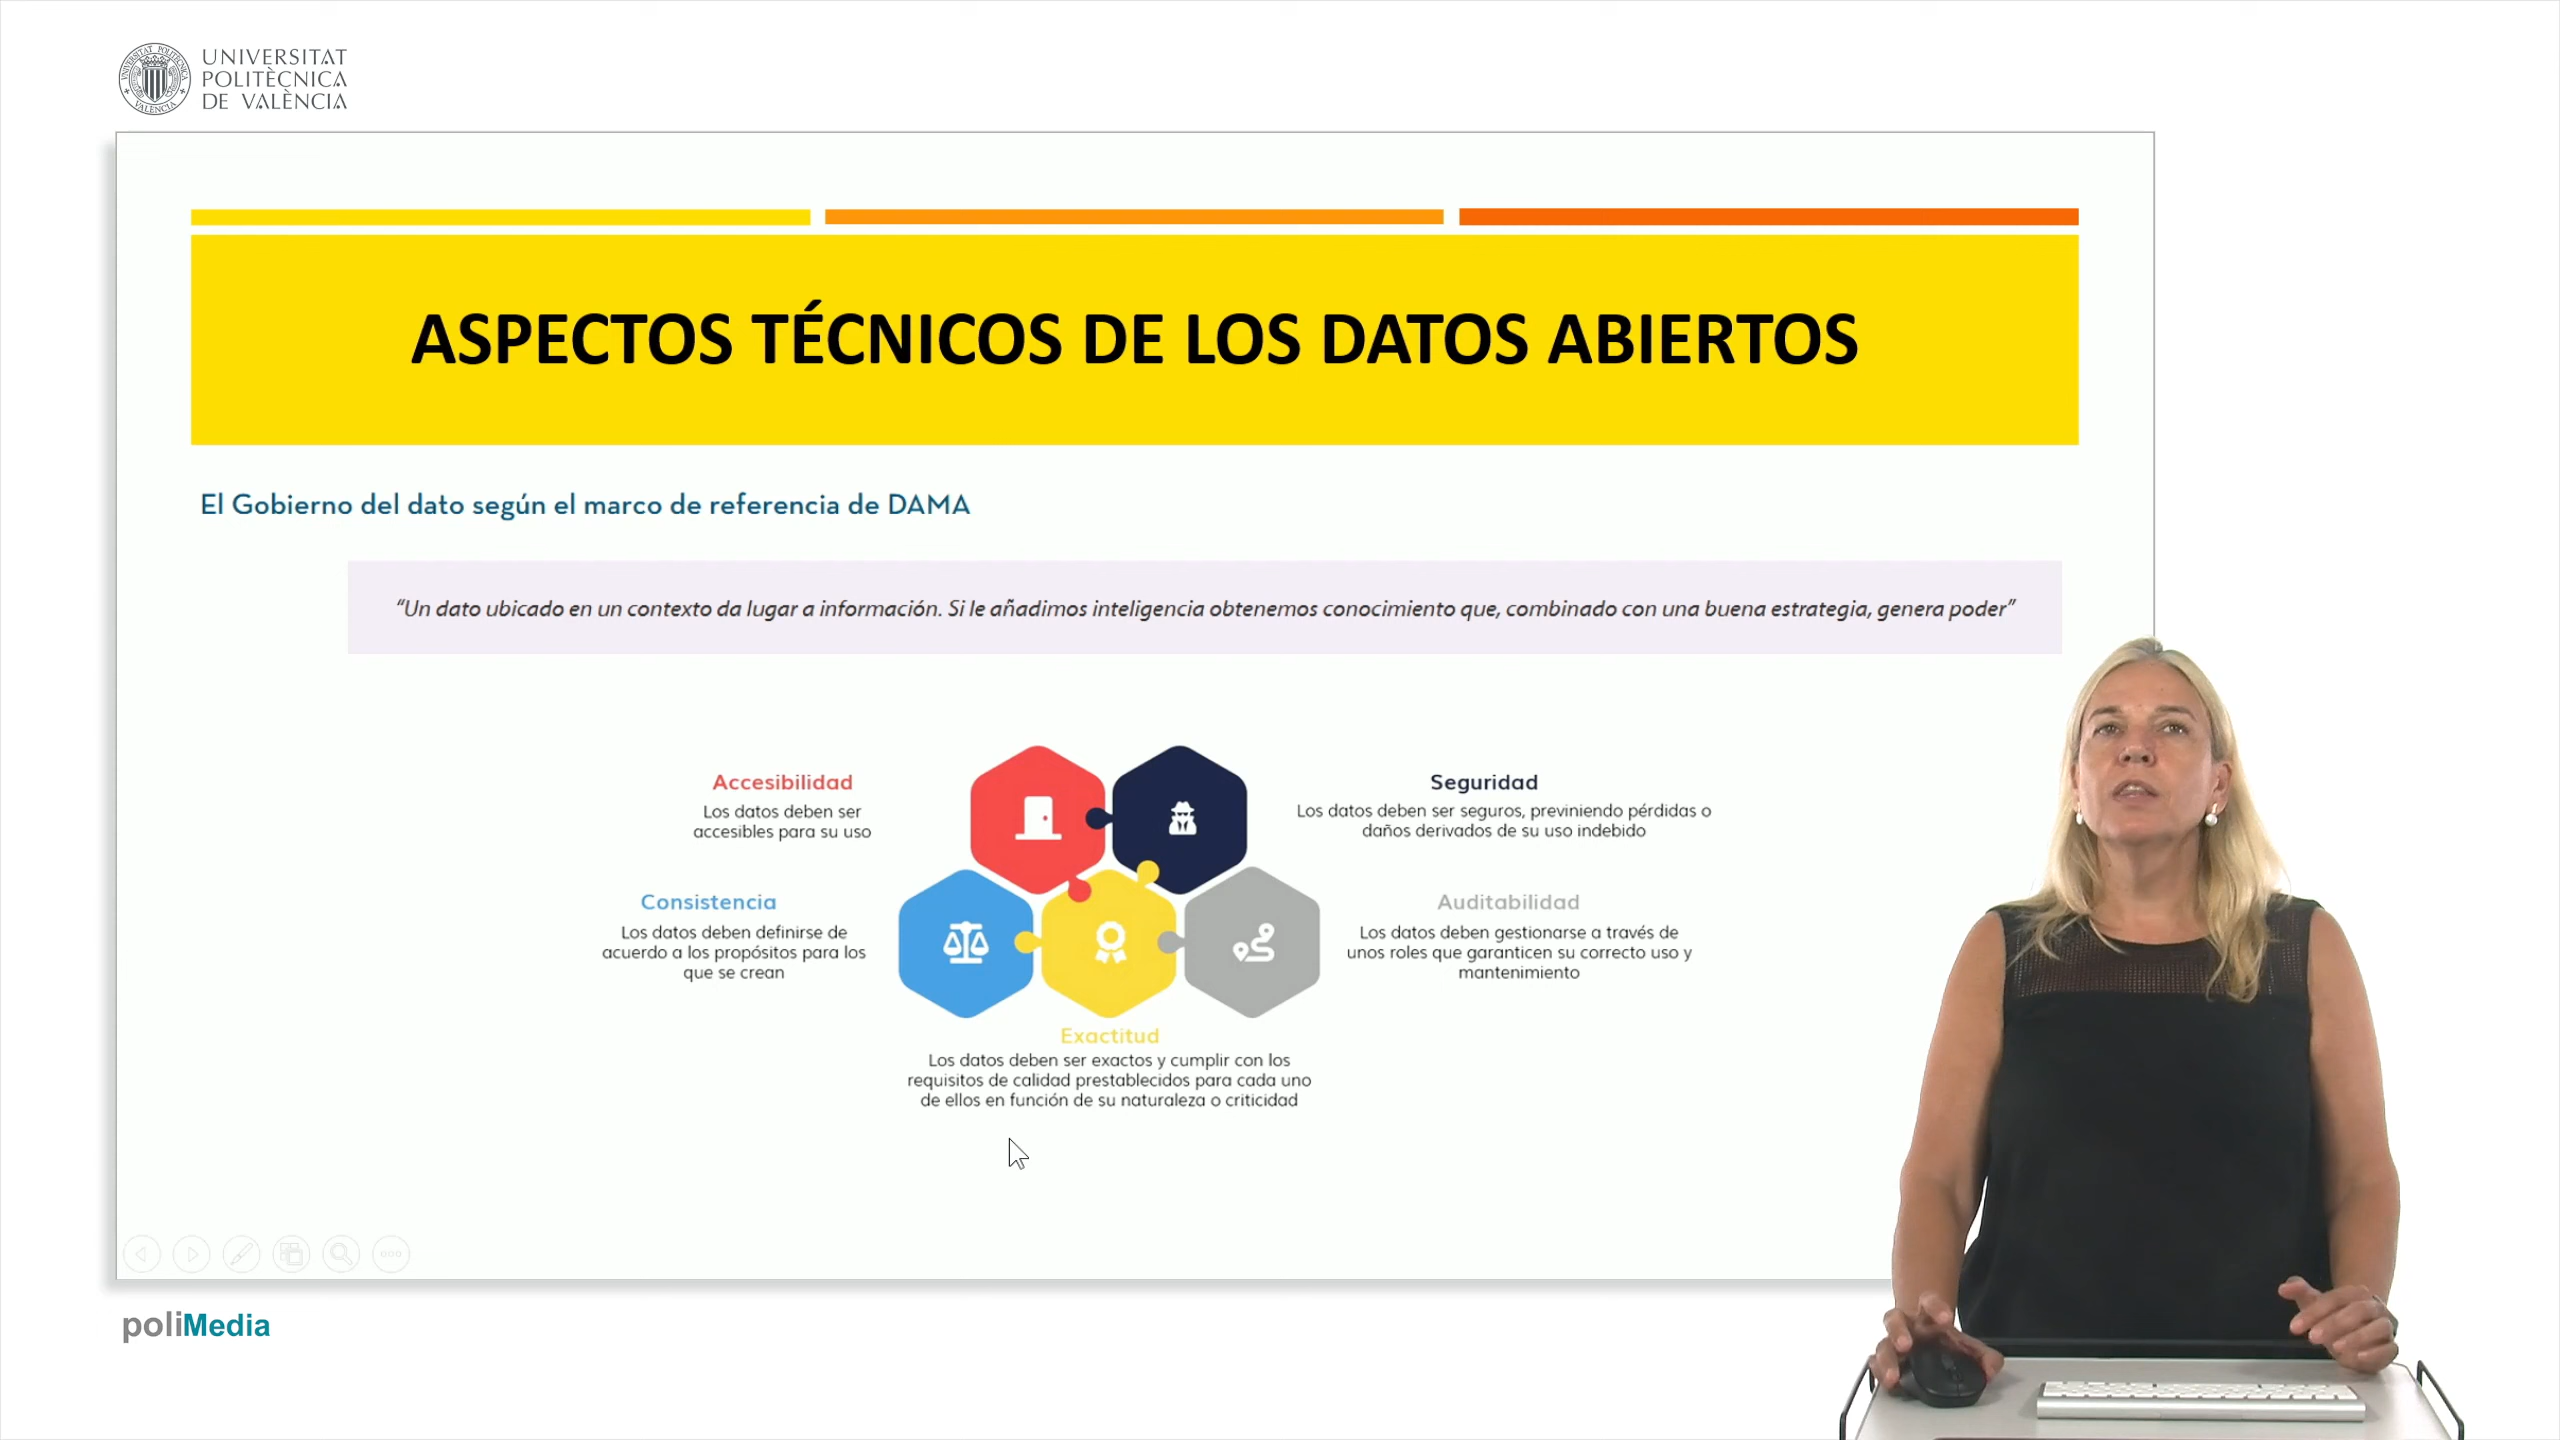 UNIVERSITAT
POLITÈCNICA
DE VALÈNCIA
ASPECTOS TÉCNICOS DE LOS DATOS ABIERTOS
El Gobierno del dato según el marco de referencia de DAMA
“Un dato ubicado en un contexto da lugar a información. Si le añadimos inteligencia obtenemos conocimiento que, combinado con una buena estrategia, genera poder”
Accesibilidad
Los datos deben ser
accesibles para su uso
Seguridad
Los datos deben ser seguros, previniendo pérdidas o
daños derivados de su uso indebido
Consistencia
Los datos deben definirse de
acuerdo a los propósitos para los
que se crean
Auditabilidad
Los datos deben gestionarse a través de
unos roles que garanticen su correcto uso y
mantenimiento
Exactitud
Los datos deben ser exactos y cumplir con los
requisitos de calidad prestablecidos para cada uno
de ellos en función de su naturaleza o criticidad
poliMedia